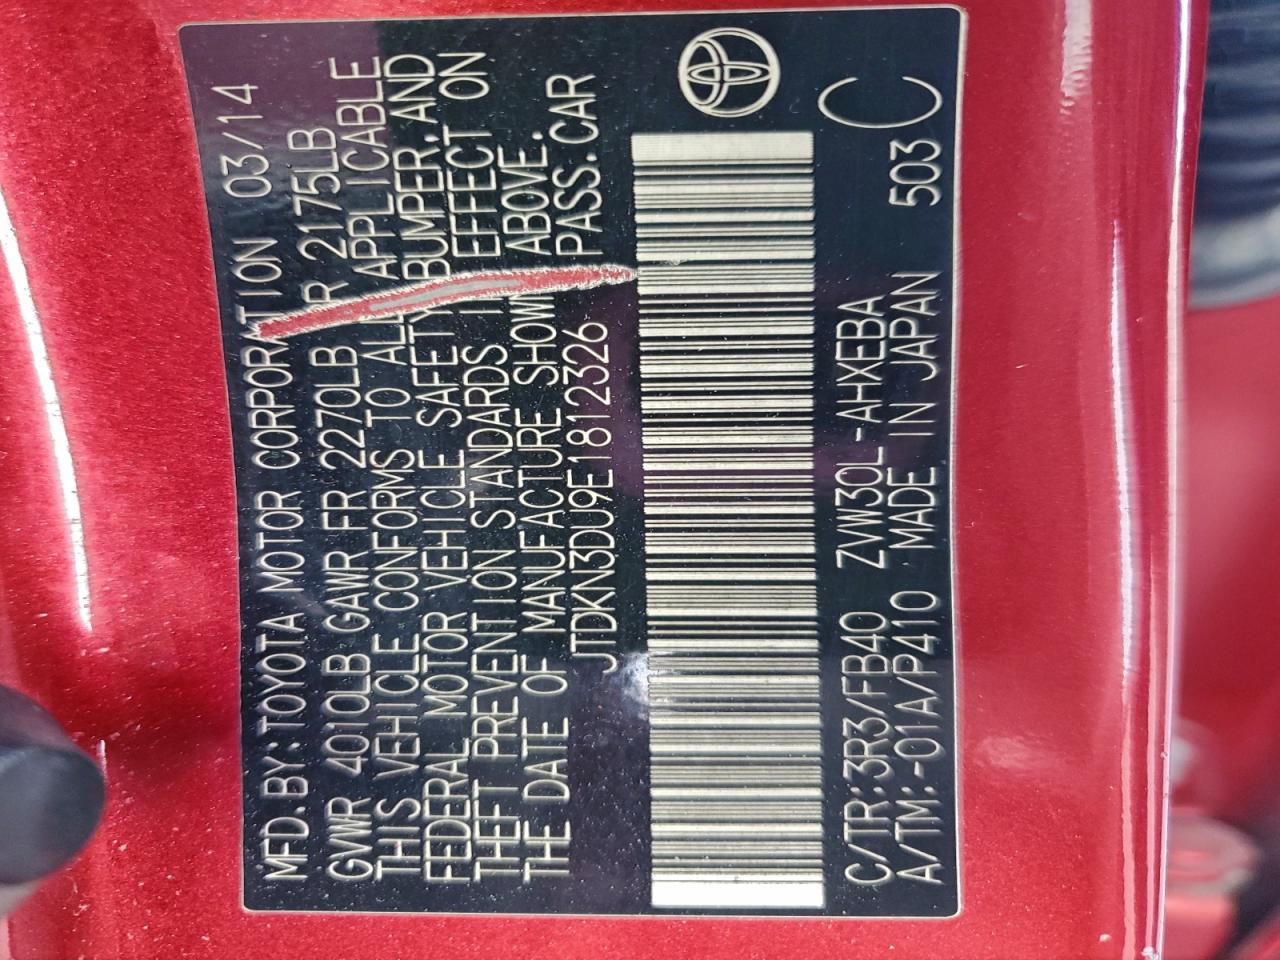 MFD.BY:TOYOTA MOTOR CORPORATION 03/14
GVWR 4010LB GAWR FR 2270LB RR 2175LB
THIS VEHICLE CONFORMS TO ALL APPLICABLE
FEDERAL MOTOR VEHICLE SAFETY,BUMPER,AND
THEFT PREVENTION STANDARDS IN EFFECT ON
THE DATE OF MANUFACTURE SHOWN ABOVE.
JTDKN3DU9E1812326 PASS.CAR
C/TR:3R3/FB40 ZVW30L-AHXEBA
A/TM:-01A/P410 MADE IN JAPAN 503 C